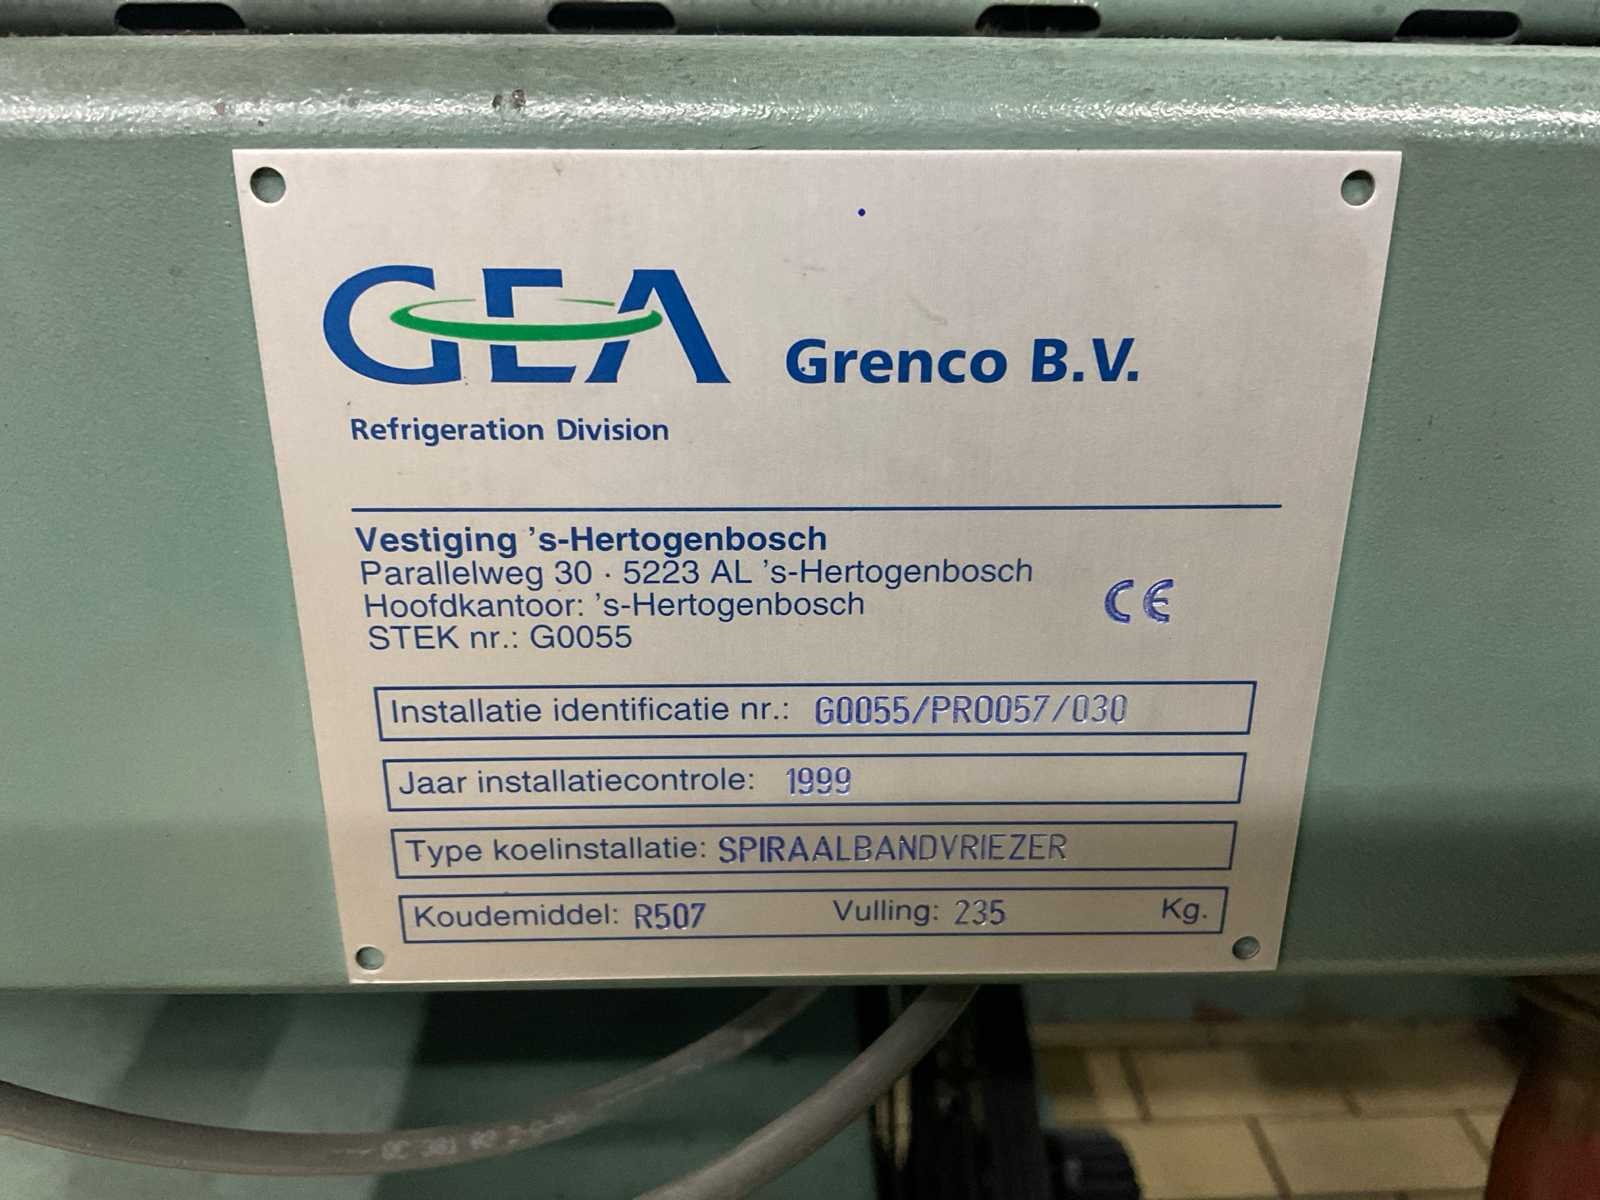 GEA Grenco B.V.
Refrigeration Division
Vestiging 's-Hertogenbosch
Parallelweg 30 · 5223 AL 's-Hertogenbosch
Hoofdkantoor: 's-Hertogenbosch
STEK nr.: G0055
CE
Installatie identificatie nr.: G0055/PRO057/030
Jaar installatiecontrole: 1999
Type koelinstallatie: SPIRAALBANDVRIEZER
Koudemiddel: R507 Vulling: 235 Kg.